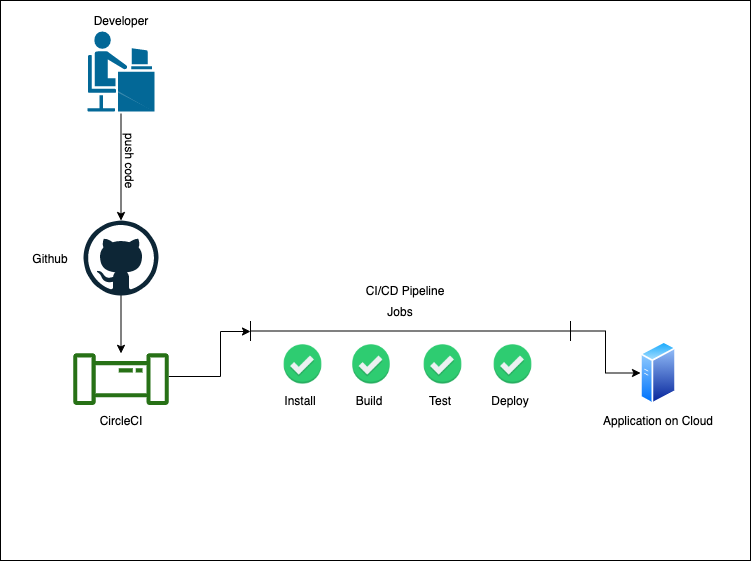 Developer
push code
Github
CI/CD Pipeline
Jobs
Install
Build
Test
Deploy
CircleCI
Application on Cloud